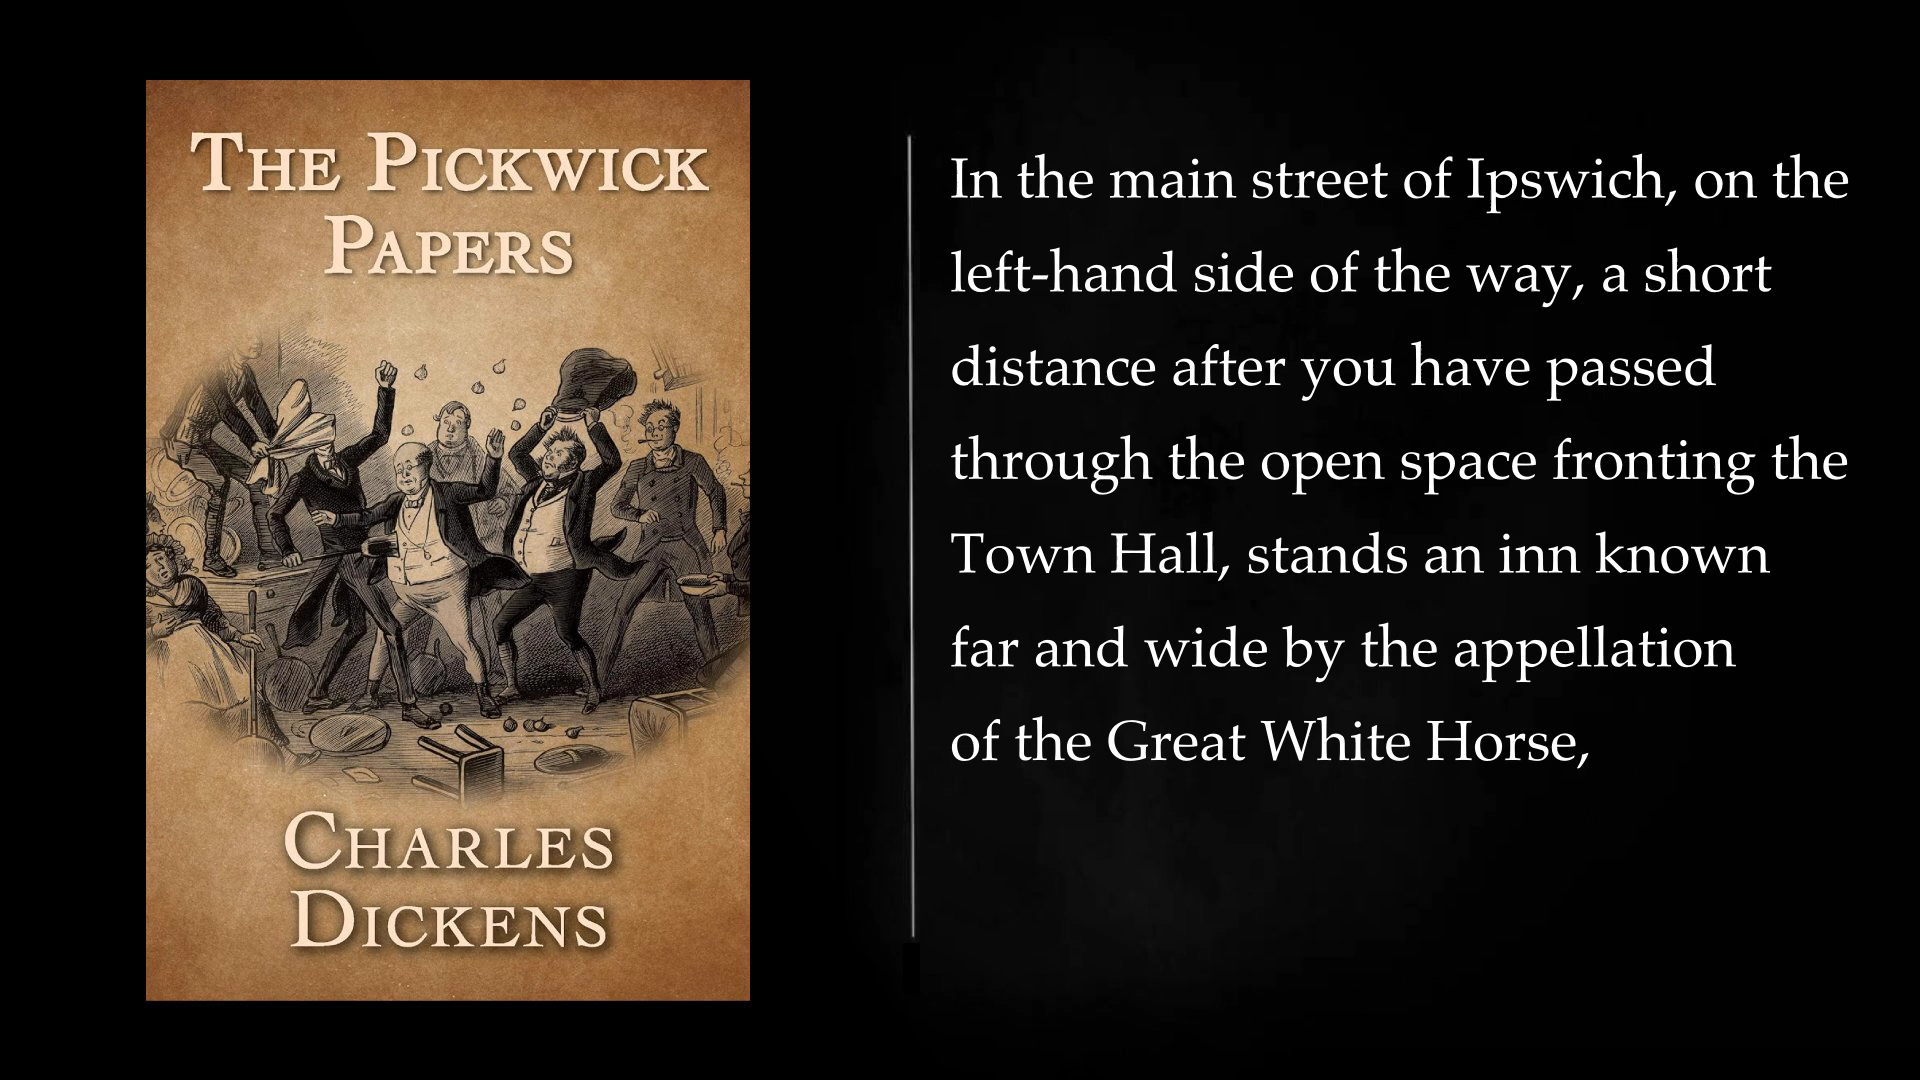 The Pickwick
Papers
Charles
Dickens
In the main street of Ipswich, on the
left-hand side of the way, a short
distance after you have passed
through the open space fronting the
Town Hall, stands an inn known
far and wide by the appellation
of the Great White Horse,